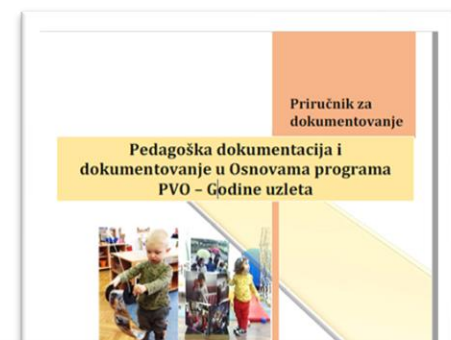 Priručnik za
dokumentovanje
Pedagoška dokumentacija i
dokumentovanje u Osnovama programa
PVO – Godine uzleta